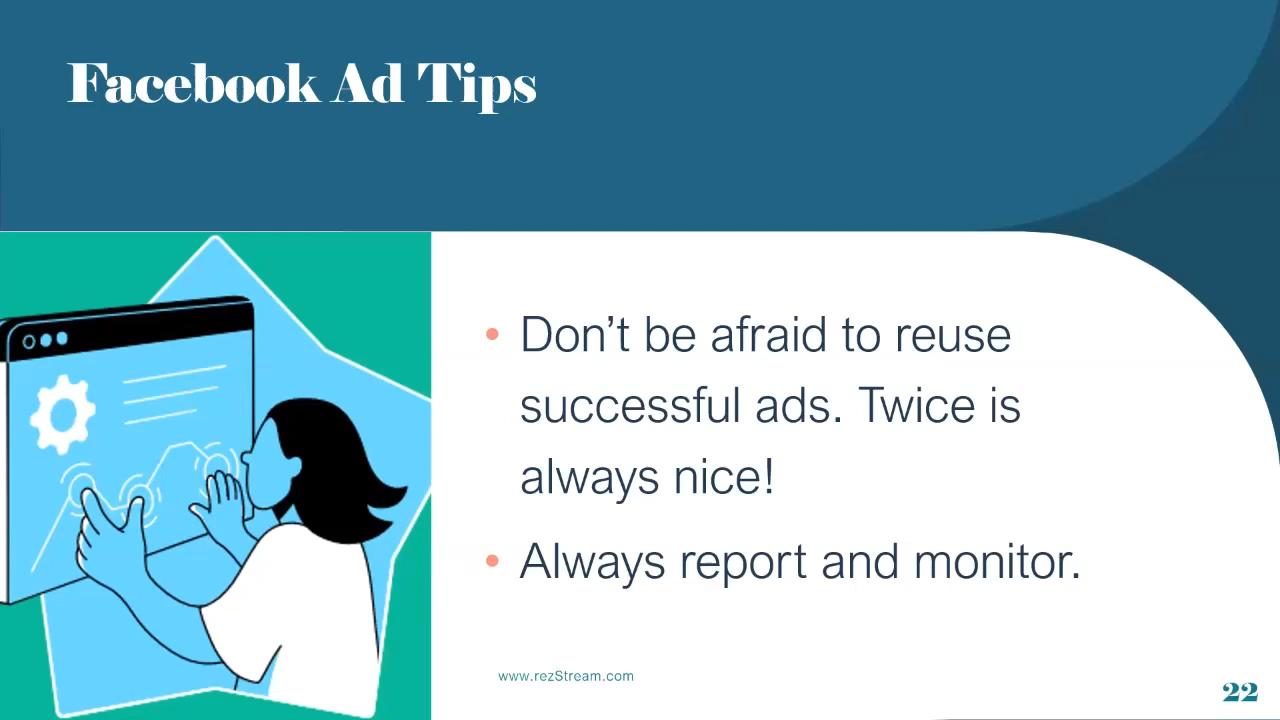 Facebook Ad Tips
• Don’t be afraid to reuse
successful ads. Twice is
always nice!
• Always report and monitor.
www.rezStream.com
22